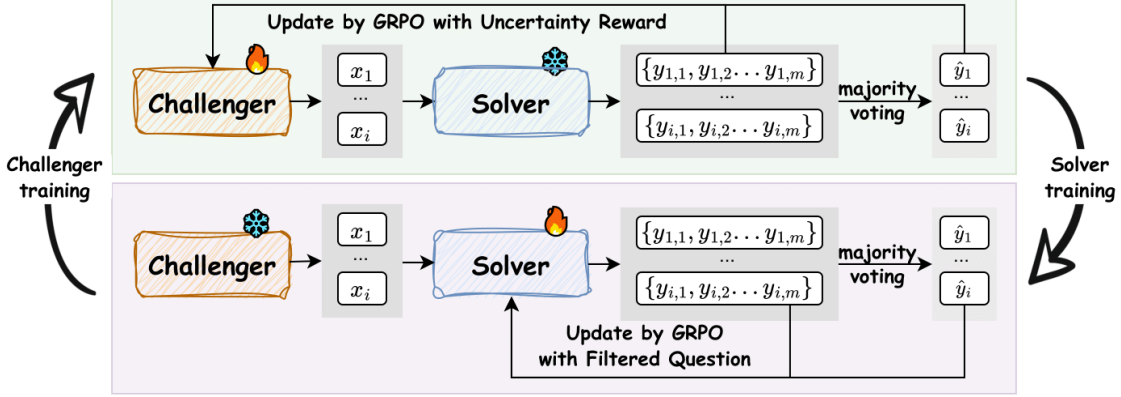 Update by GRPO with Uncertainty Reward
Challenger
x₁
...
xᵢ
Solver
{y₁,₁, y₁,₂... y₁,ₘ}
...
{yᵢ,₁, yᵢ,₂... yᵢ,ₘ}
majority
voting
ŷ₁
...
ŷᵢ
Challenger
training
Solver
training
Challenger
x₁
...
xᵢ
Solver
{y₁,₁, y₁,₂... y₁,ₘ}
...
{yᵢ,₁, yᵢ,₂... yᵢ,ₘ}
majority
voting
ŷ₁
...
ŷᵢ
Update by GRPO
with Filtered Question